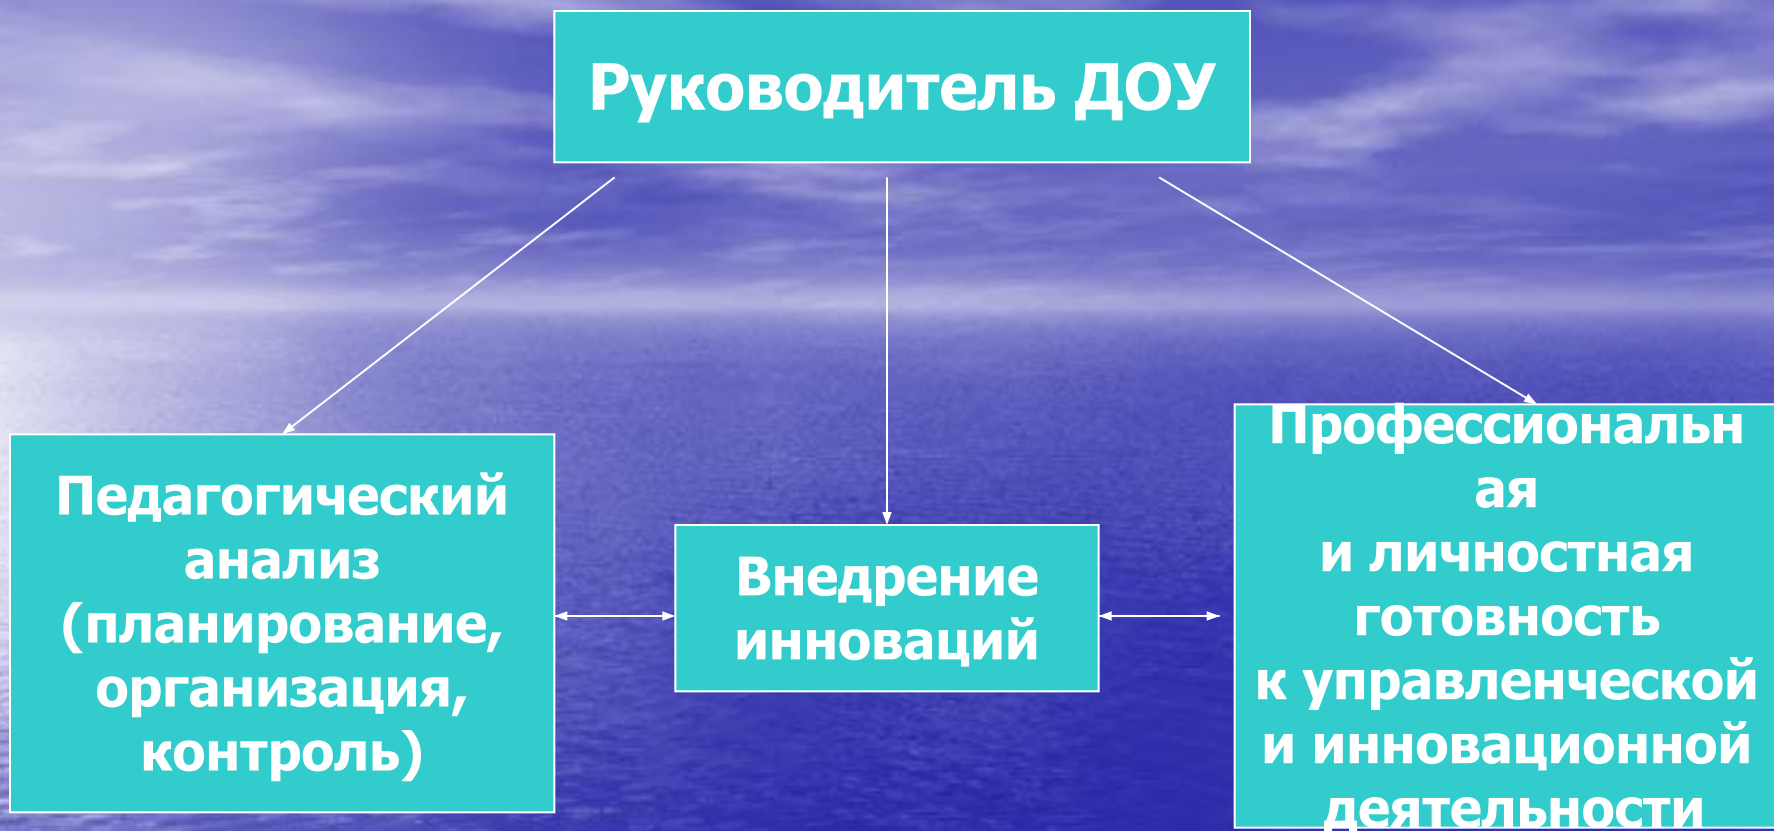 Руководитель ДОУ
Педагогический
анализ
(планирование,
организация,
контроль)
Внедрение
инноваций
Профессиональн
ая
и личностная
готовность
к управленческой
и инновационной
деятельности